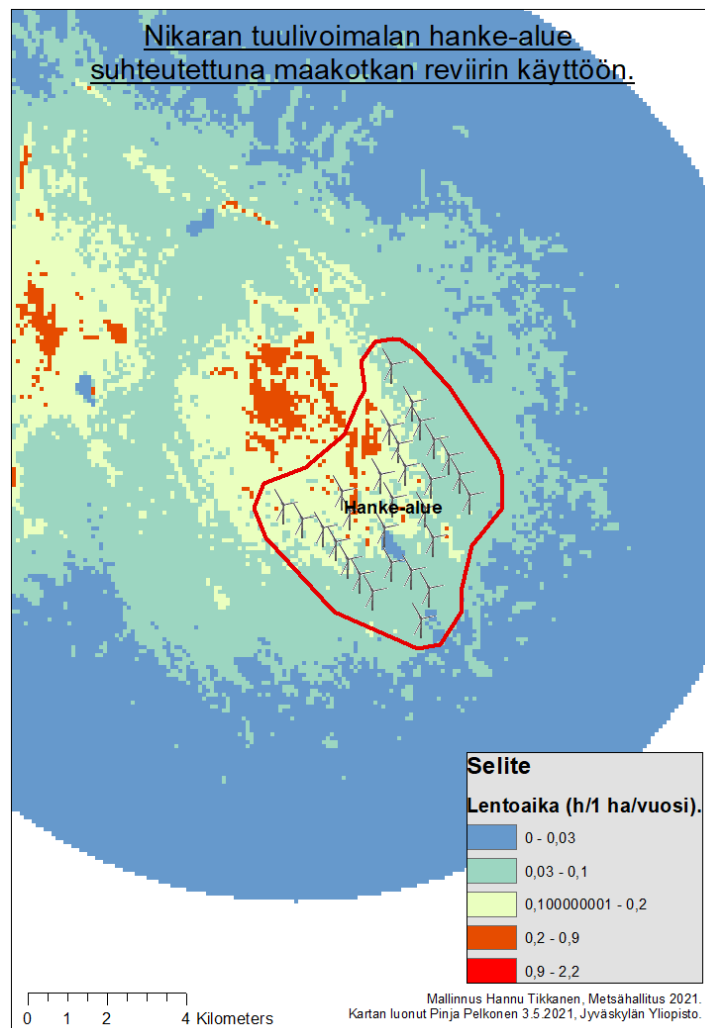 Nikaran tuulivoimalan hanke-alue
suhteutettuna maakotkan reviirin käyttöön.
Hanke-alue
Selite
Lentoaika (h/1 ha/vuosi).
0 - 0,03
0,03 - 0,1
0,100000001 - 0,2
0,2 - 0,9
0,9 - 2,2
Mallinnus Hannu Tikkanen, Metsähallitus 2021.
Kartan luonut Pinja Pelkonen 3.5.2021, Jyväskylän Yliopisto.
0 1 2 4 Kilometers